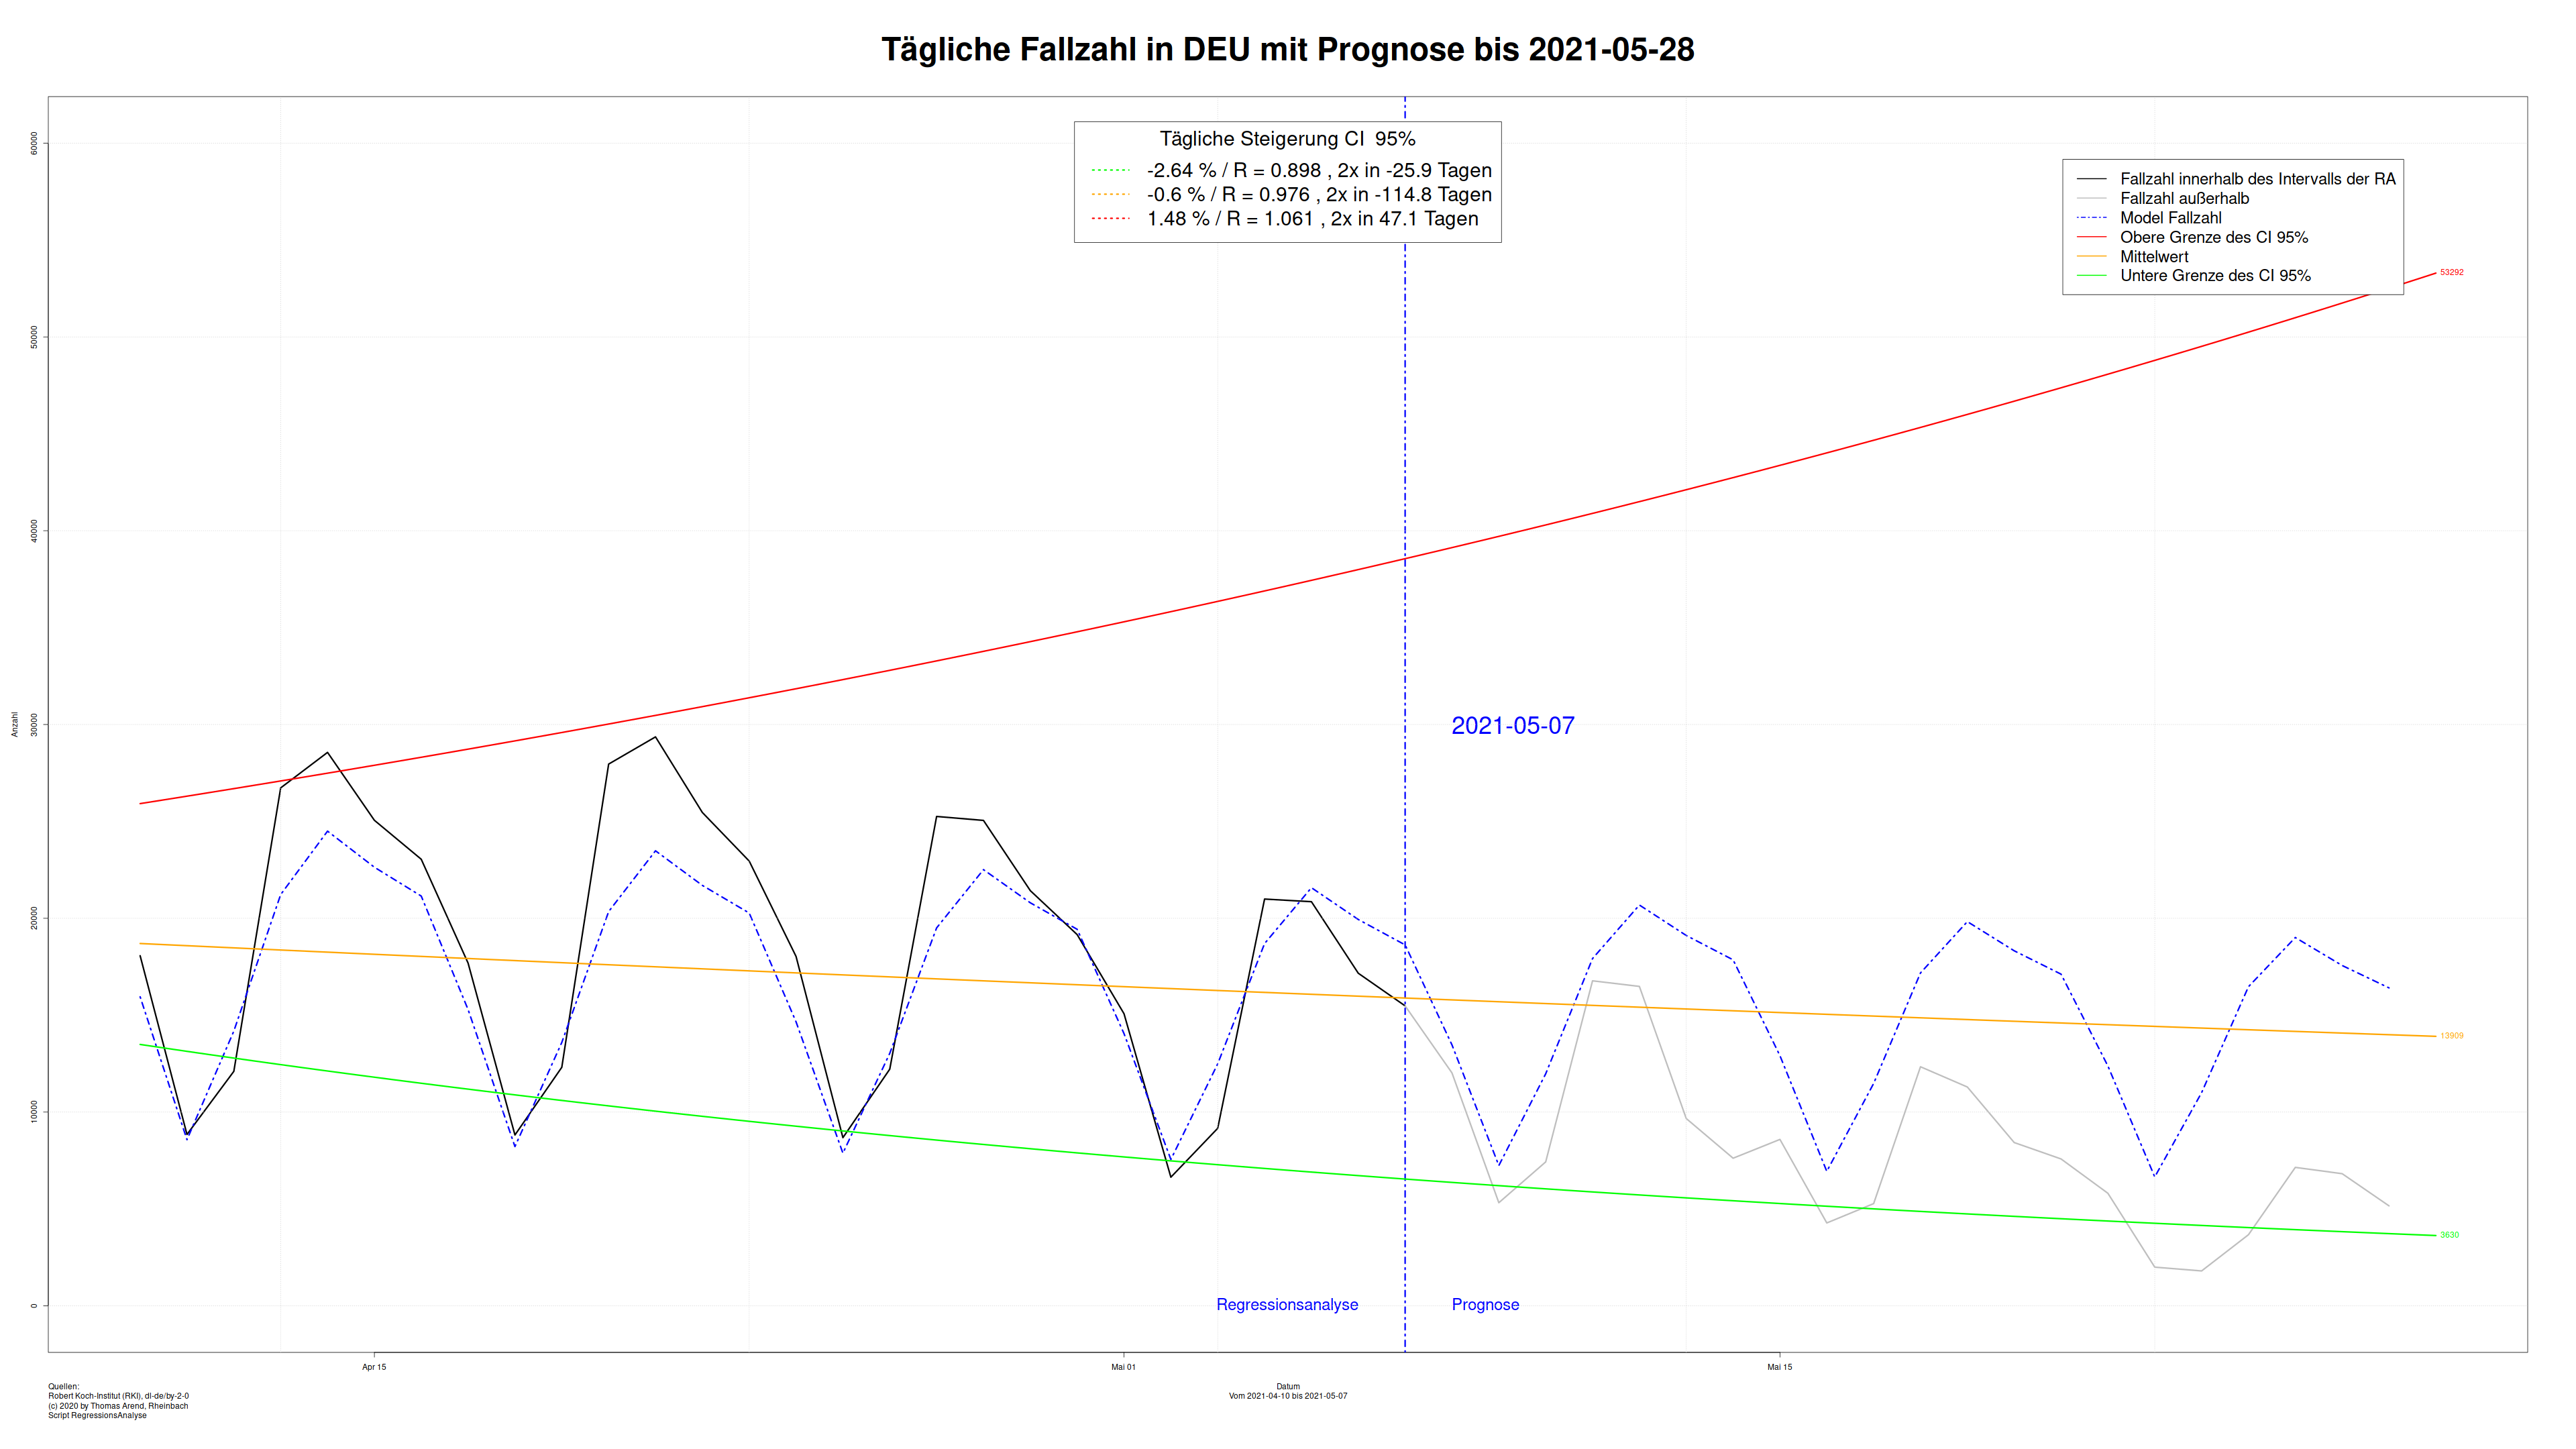 Tägliche Fallzahl in DEU mit Prognose bis 2021-05-28
Tägliche Steigerung CI 95%
-2.64 % / R = 0.898 , 2x in -25.9 Tagen
-0.6 % / R = 0.976 , 2x in -114.8 Tagen
1.48 % / R = 1.061 , 2x in 47.1 Tagen
Fallzahl innerhalb des Intervalls der RA
Fallzahl außerhalb
Model Fallzahl
Obere Grenze des CI 95%
Mittelwert
Untere Grenze des CI 95%
60000
50000
40000
30000
20000
10000
0
Anzahl
53292
2021-05-07
13909
3630
Regressionsanalyse
Prognose
Apr 15
Mai 01
Mai 15
Datum
Vom 2021-04-10 bis 2021-05-07
Quellen:
Robert Koch-Institut (RKI), dl-de/by-2-0
(c) 2020 by Thomas Arend, Rheinbach
Script RegressionsAnalyse